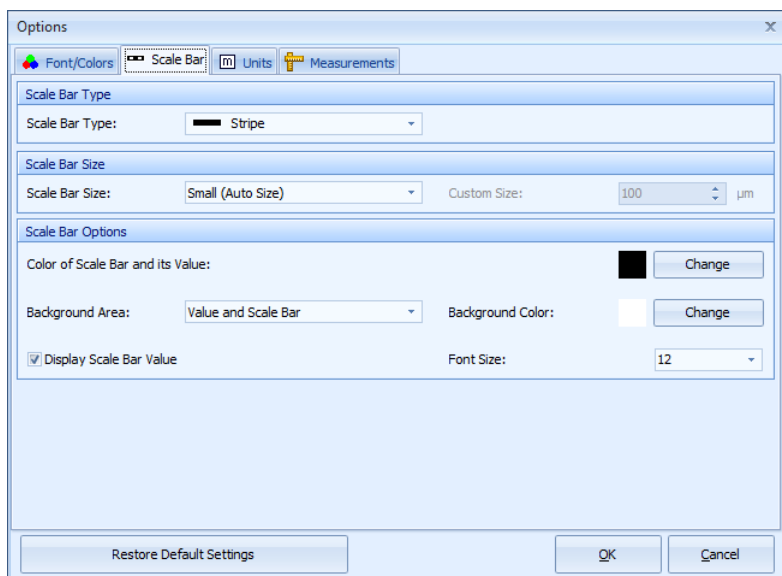 Options
Font/Colors Scale Bar m Units Measurements
Scale Bar Type
Scale Bar Type: Stripe
Scale Bar Size
Scale Bar Size: Small (Auto Size) Custom Size: 100 µm
Scale Bar Options
Color of Scale Bar and its Value: Change
Background Area: Value and Scale Bar Background Color: Change
Display Scale Bar Value Font Size: 12
Restore Default Settings OK Cancel